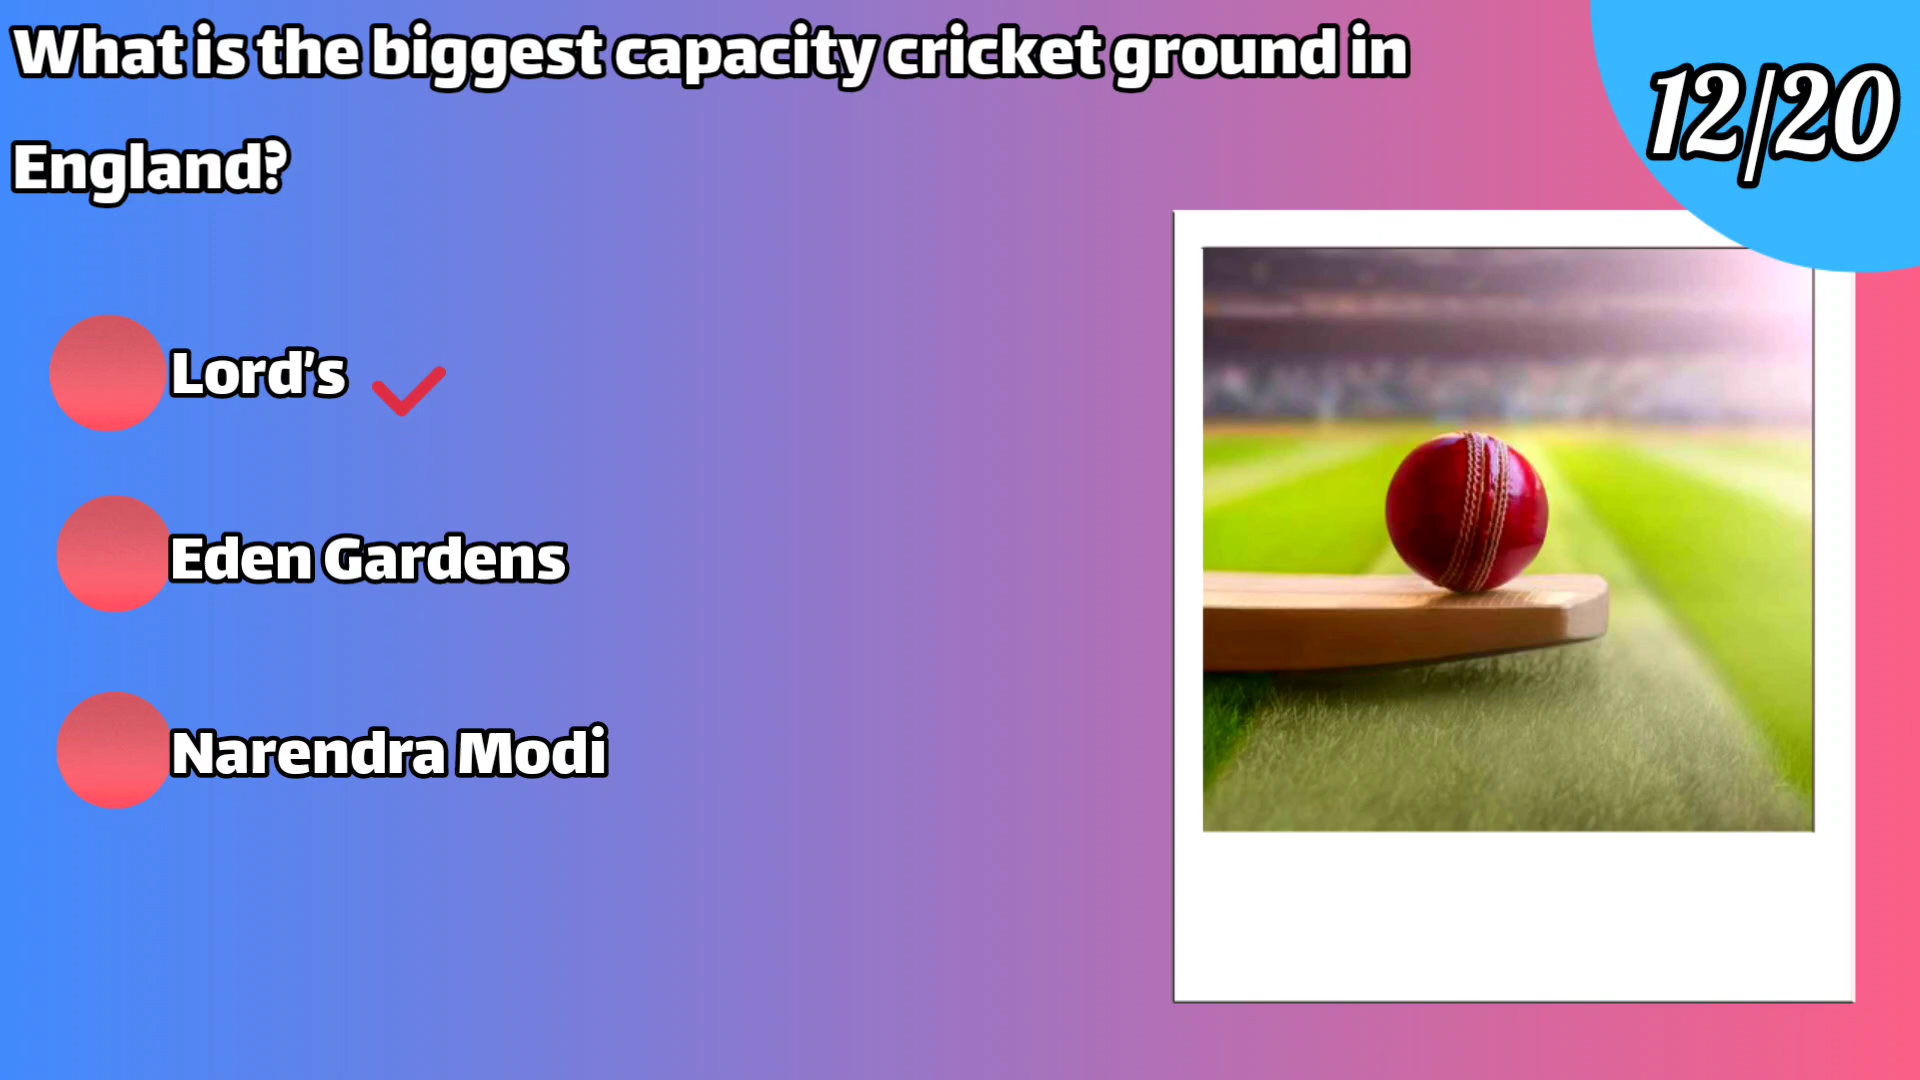 What is the biggest capacity cricket ground in
England?
12/20
Lord's
Eden Gardens
Narendra Modi